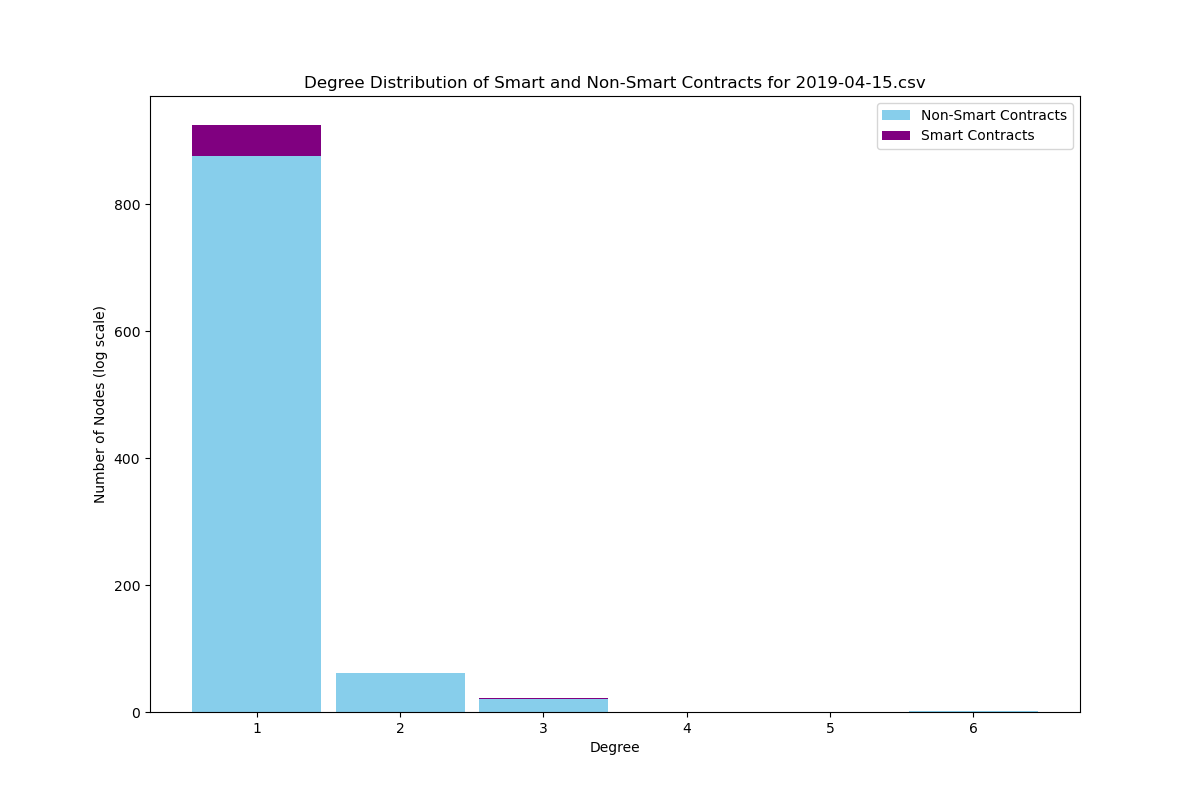 Degree Distribution of Smart and Non-Smart Contracts for 2019-04-15.csv
Non-Smart Contracts
Smart Contracts
Number of Nodes (log scale)
800
600
400
200
0
1 2 3 4 5 6
Degree